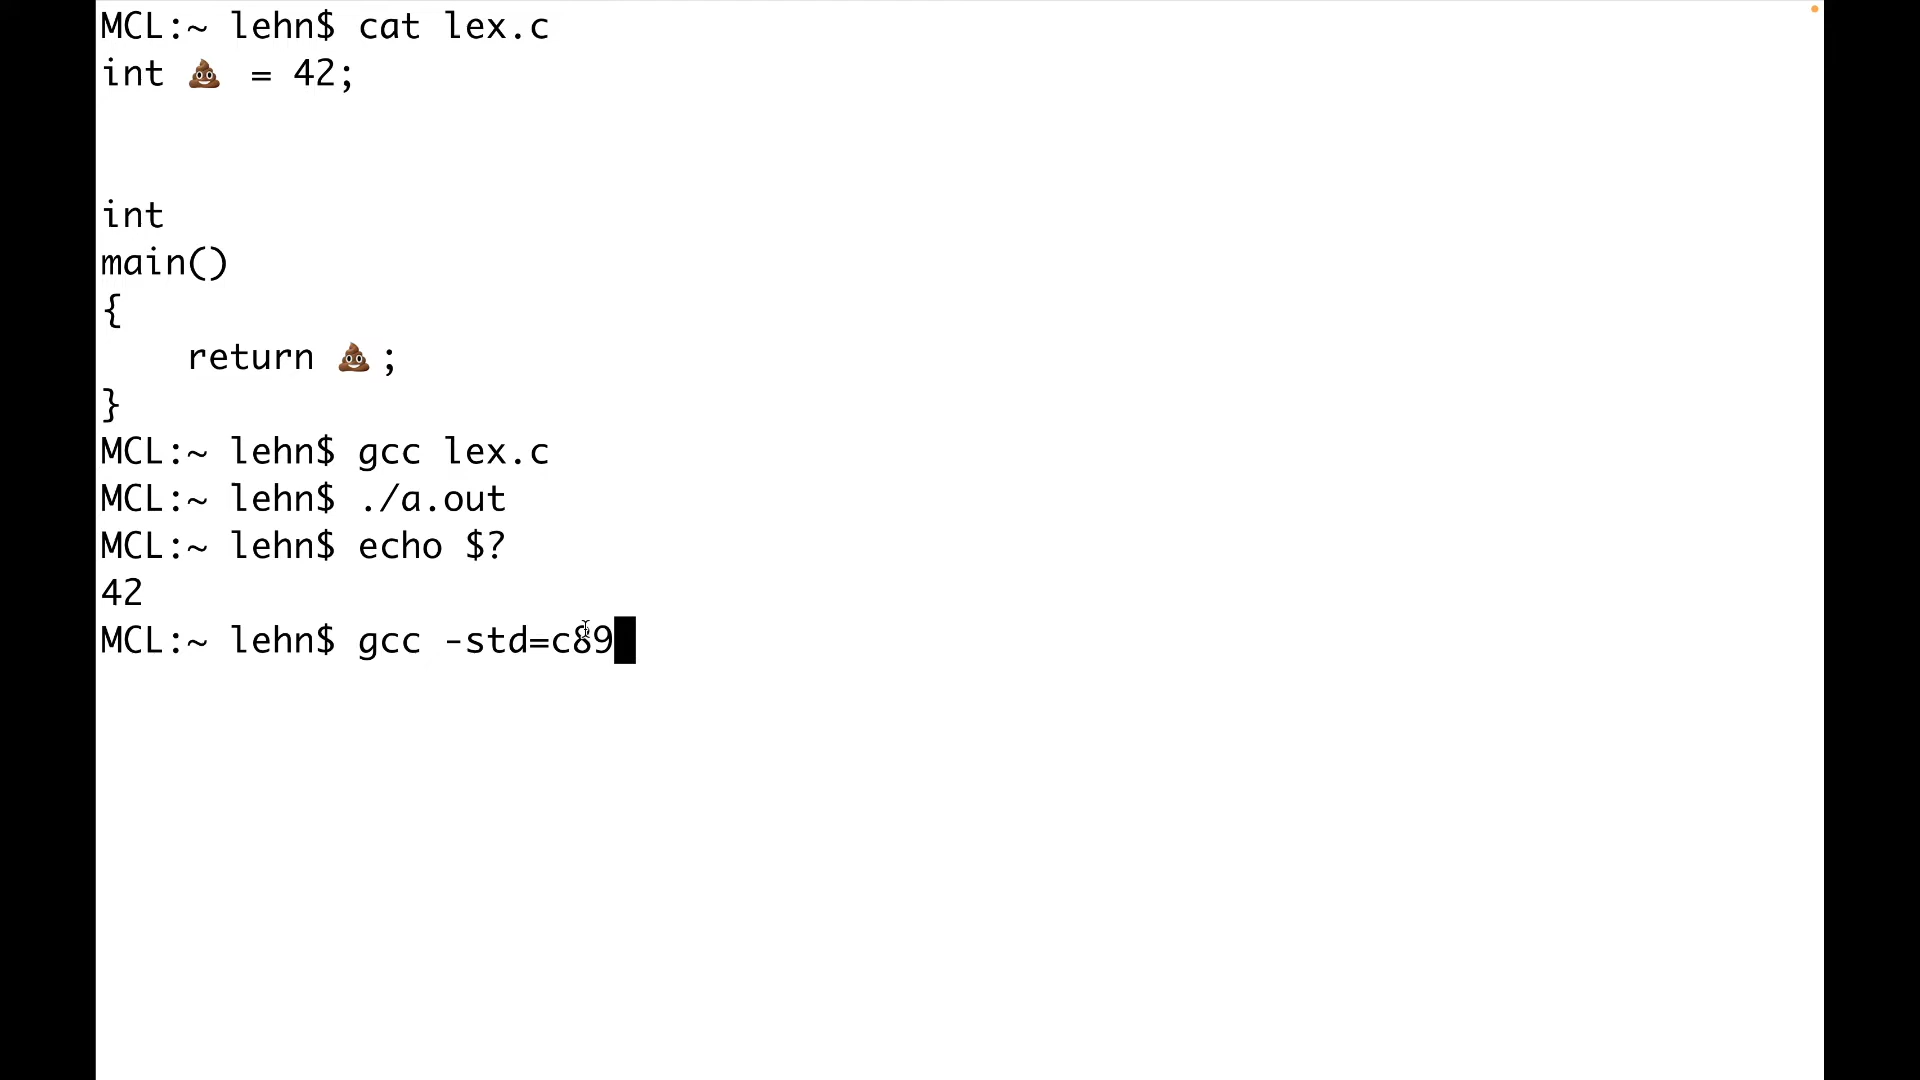 MCL:~ lehn$ cat lex.c
int 💩 = 42;
int
main()
{
    return 💩;
}
MCL:~ lehn$ gcc lex.c
MCL:~ lehn$ ./a.out
MCL:~ lehn$ echo $?
42
MCL:~ lehn$ gcc -std=c89